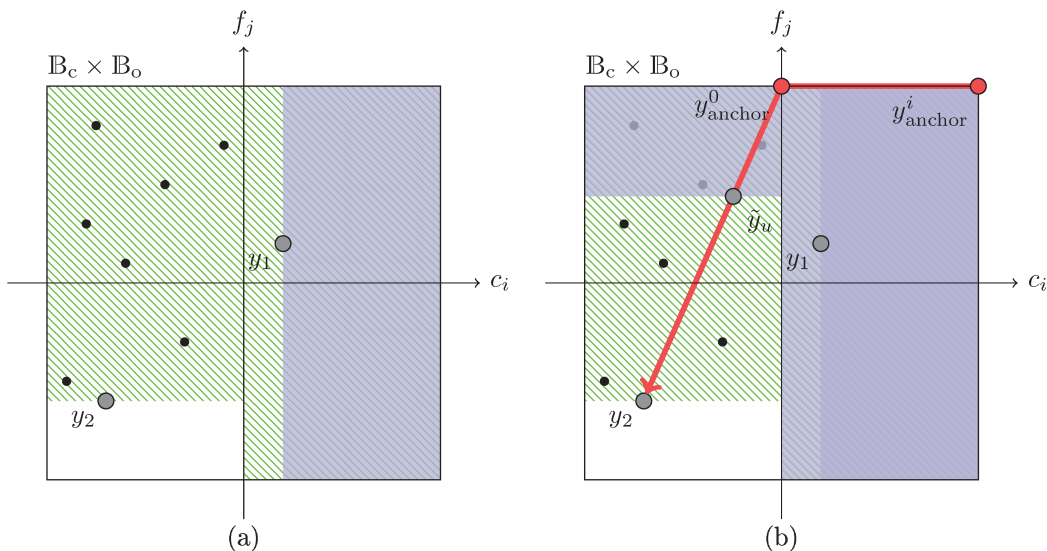 f_j
𝔹_c × 𝔹_o
y_1
c_i
y_2
(a)
f_j
𝔹_c × 𝔹_o
y^0_anchor
y^i_anchor
ỹ_u
y_1
c_i
y_2
(b)